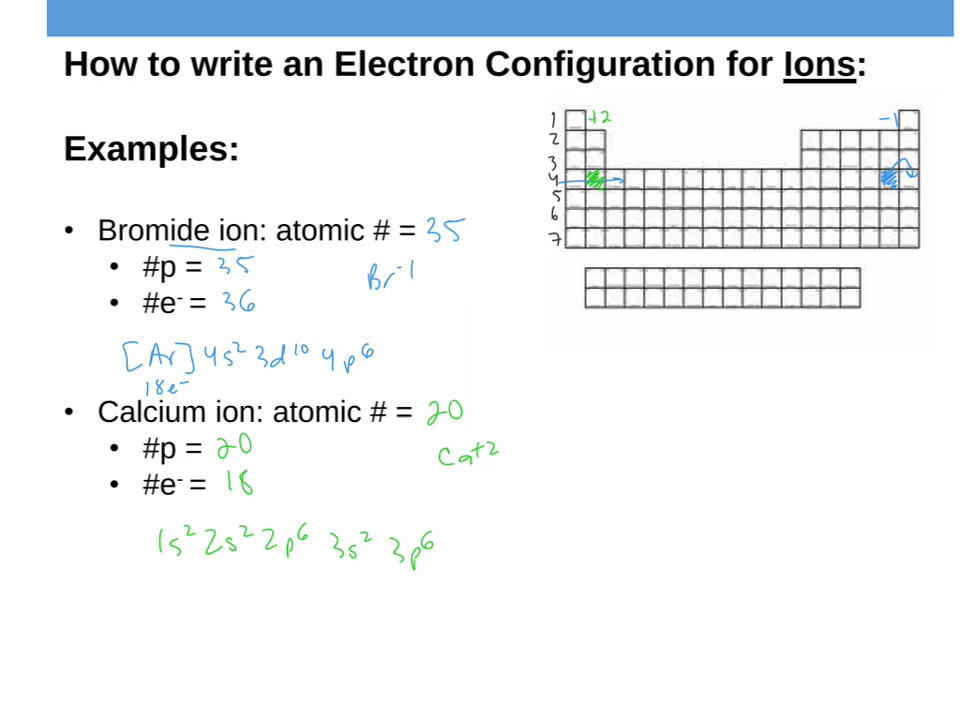 How to write an Electron Configuration for Ions:
Examples:
1 +2 -1
2
3
4
5
6
7
• Bromide ion: atomic # = 35
• #p = 35
Br-1
• #e- = 36
[Ar] 4s² 3d¹⁰ 4p⁶
18e-
• Calcium ion: atomic # = 20
• #p = 20
Ca+2
• #e- = 18
1s² 2s² 2p⁶ 3s² 3p⁶